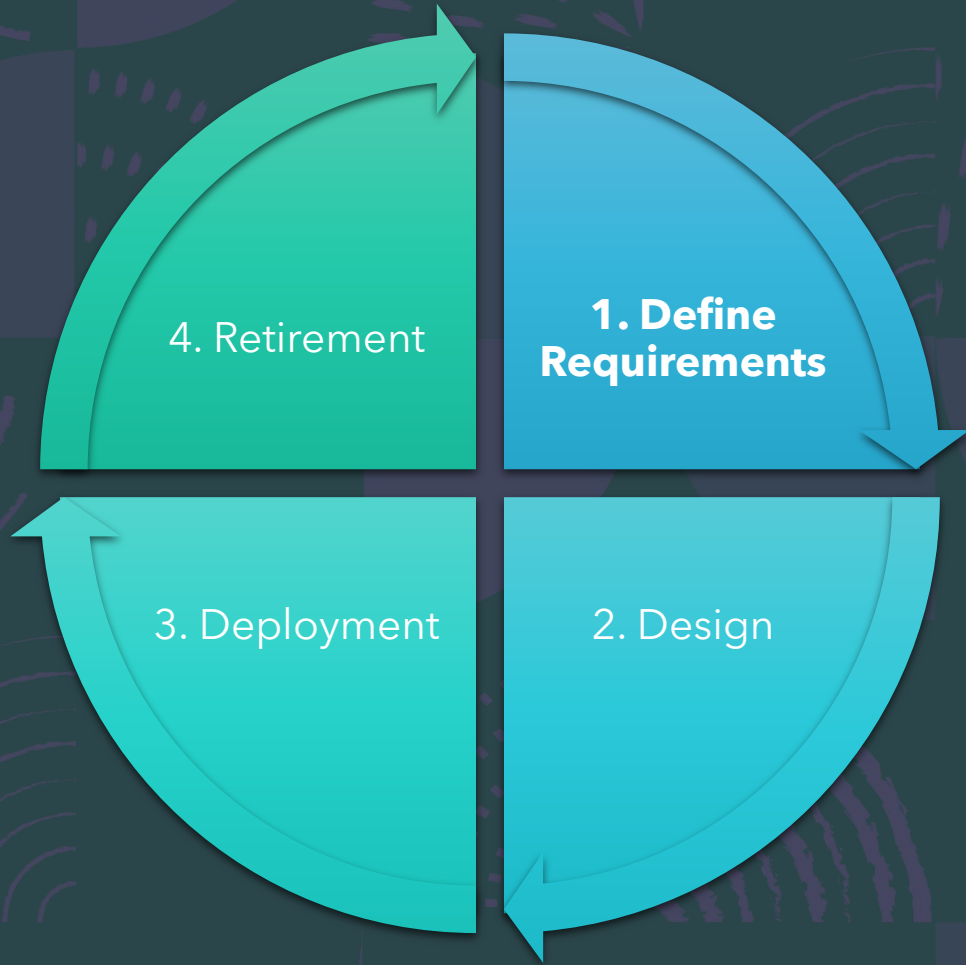 4. Retirement
1. Define
Requirements
3. Deployment
2. Design